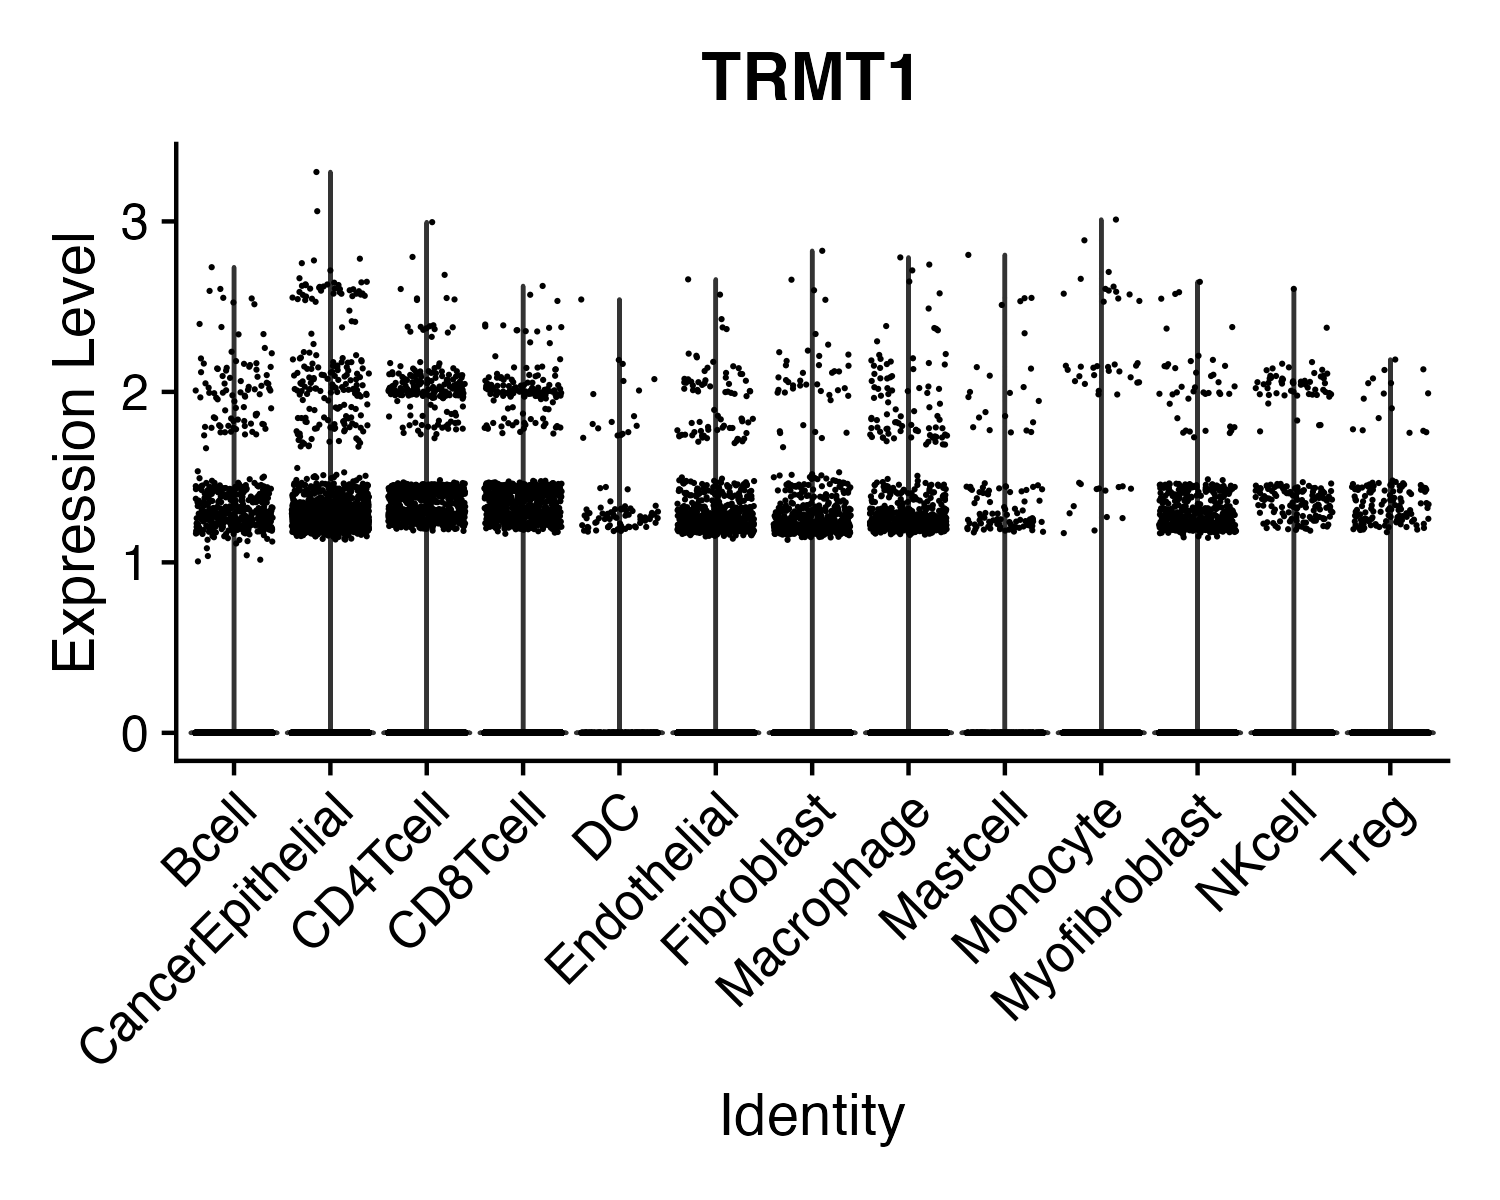 TRMT1
Expression Level
3
2
1
0
Bcell
CancerEpithelial
CD4Tcell
CD8Tcell
DC
Endothelial
Fibroblast
Macrophage
Mastcell
Monocyte
Myofibroblast
NKcell
Treg
Identity